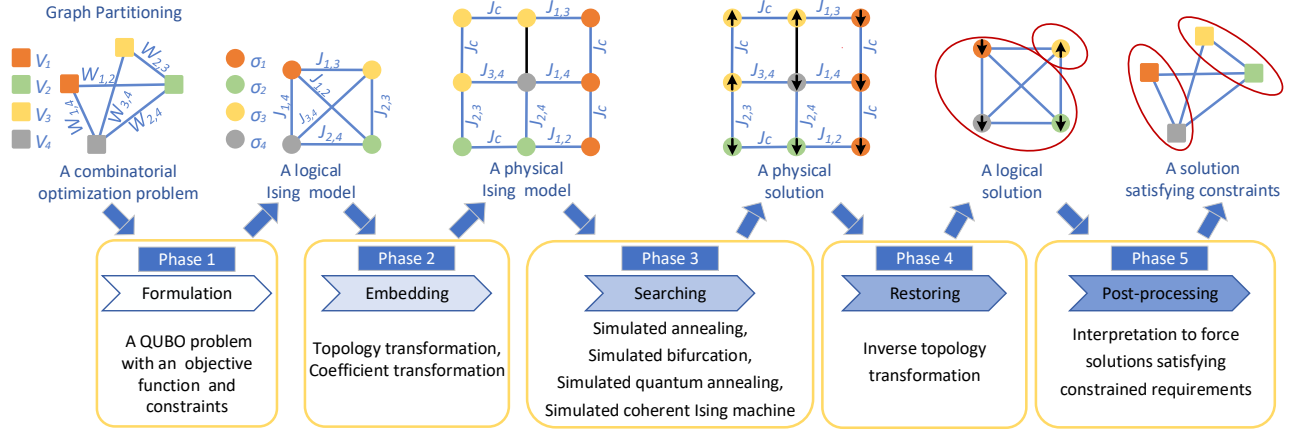 Graph Partitioning
V1
V2
V3
V4
W1,2
W2,3
W1,4
W3,4
W2,4
A combinatorial
optimization problem
σ1
σ2
σ3
σ4
J1,3
J1,4
J1,2
J3,4
J2,3
J2,4
A logical
Ising model
Jc
J1,3
Jc
Jc
J3,4
J1,4
J2,3
J2,4
Jc
Jc
J1,2
A physical
Ising model
Jc
J1,3
Jc
Jc
J3,4
J1,4
J2,3
J2,4
Jc
Jc
J1,2
A physical
solution
A logical
solution
A solution
satisfying constraints
Phase 1
Formulation
A QUBO problem
with an objective
function and
constraints
Phase 2
Embedding
Topology transformation,
Coefficient transformation
Phase 3
Searching
Simulated annealing,
Simulated bifurcation,
Simulated quantum annealing,
Simulated coherent Ising machine
Phase 4
Restoring
Inverse topology
transformation
Phase 5
Post-processing
Interpretation to force
solutions satisfying
constrained requirements